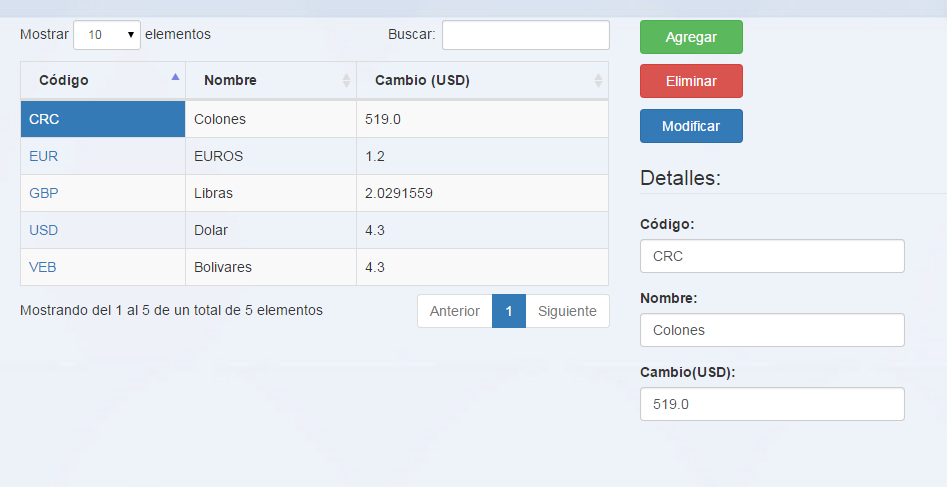 Mostrar 10 elementos Buscar:
Código Nombre Cambio (USD)
CRC Colones 519.0
EUR EUROS 1.2
GBP Libras 2.0291559
USD Dolar 4.3
VEB Bolivares 4.3
Mostrando del 1 al 5 de un total de 5 elementos Anterior 1 Siguiente
Agregar
Eliminar
Modificar
Detalles:
Código:
CRC
Nombre:
Colones
Cambio(USD):
519.0